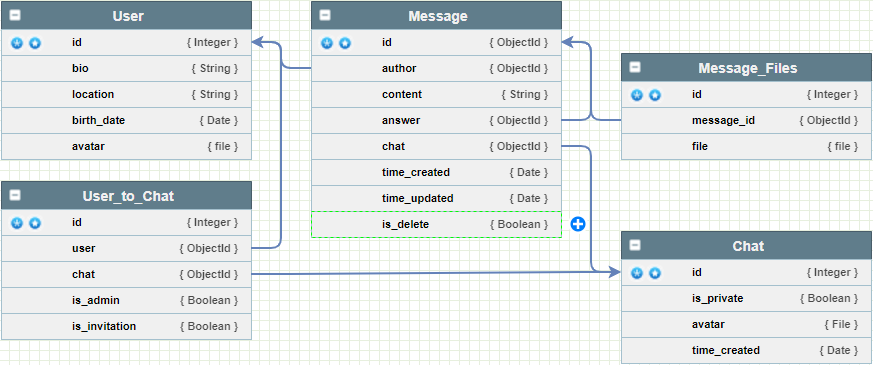 User
id { Integer }
bio { String }
location { String }
birth_date { Date }
avatar { file }
User_to_Chat
id { Integer }
user { ObjectId }
chat { ObjectId }
is_admin { Boolean }
is_invitation { Boolean }
Message
id { ObjectId }
author { ObjectId }
content { String }
answer { ObjectId }
chat { ObjectId }
time_created { Date }
time_updated { Date }
is_delete { Boolean }
Message_Files
id { Integer }
message_id { ObjectId }
file { file }
Chat
id { Integer }
is_private { Boolean }
avatar { File }
time_created { Date }